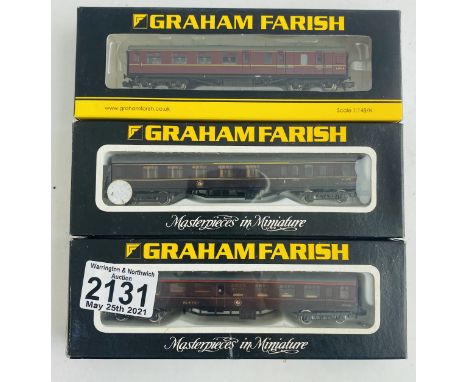 GRAHAM FARISH
www.grahamfarish.co.uk
Scale 1:148/N
GRAHAM FARISH
Masterpieces in Miniature
GRAHAM FARISH
Warrington & Northwich
Auction
2131
May 25th 2021
Masterpieces in Miniature